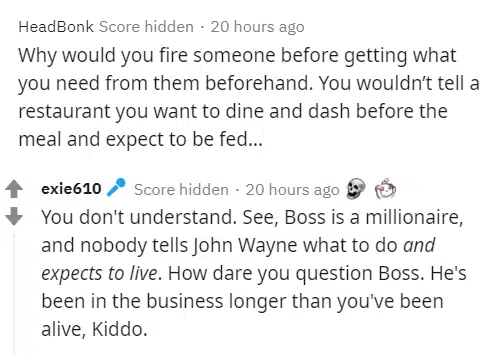 HeadBonk Score hidden · 20 hours ago
Why would you fire someone before getting what
you need from them beforehand. You wouldn’t tell a
restaurant you want to dine and dash before the
meal and expect to be fed...
exie610 Score hidden · 20 hours ago
You don't understand. See, Boss is a millionaire,
and nobody tells John Wayne what to do and
expects to live. How dare you question Boss. He's
been in the business longer than you've been
alive, Kiddo.